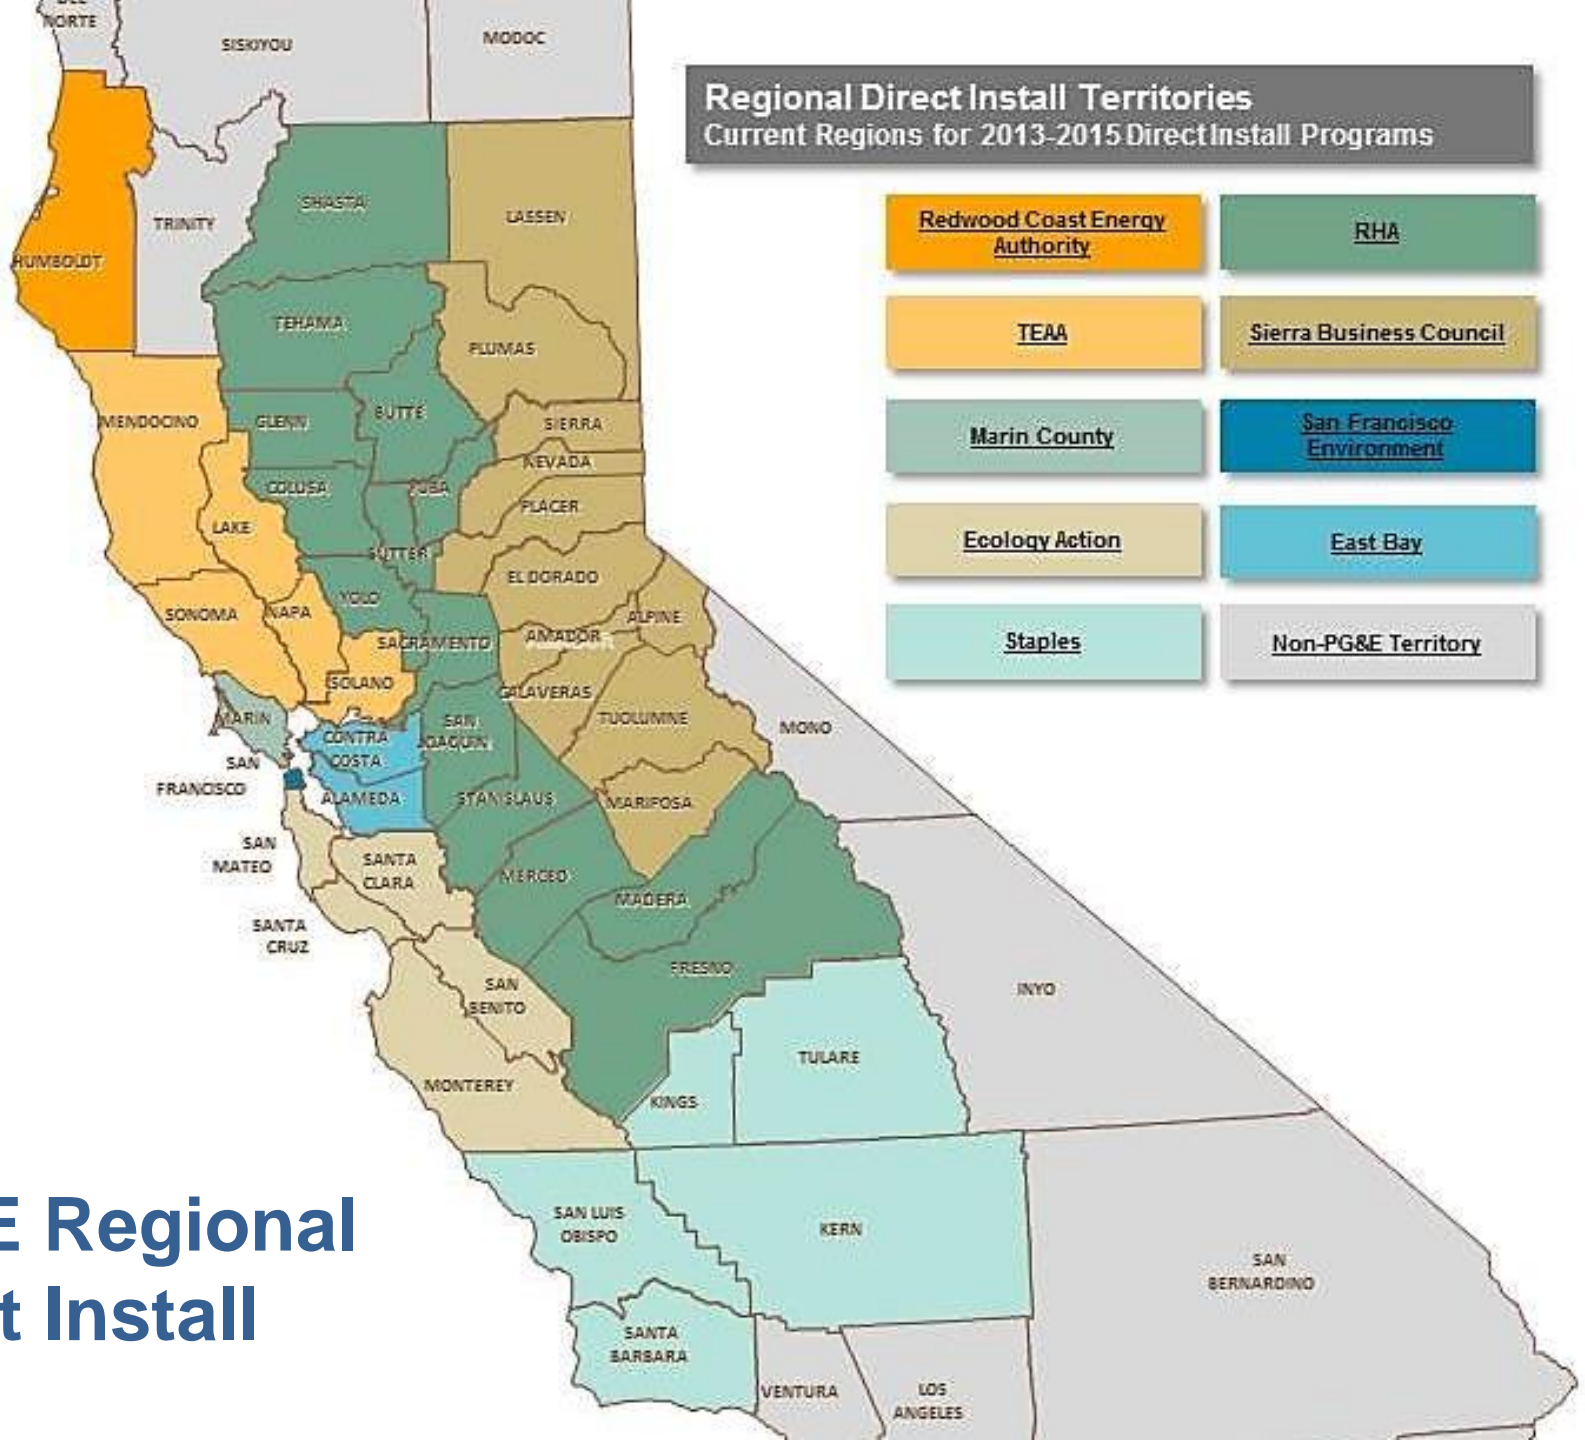 NORTE
SISKIYOU
MODOC
Regional Direct Install Territories
Current Regions for 2013-2015 Direct Install Programs
Redwood Coast Energy
Authority
RHA
TEAA
Sierra Business Council
Marin County
San Francisco
Environment
Ecology Action
East Bay
Staples
Non-PG&E Territory
SHASTA
LASSEN
TRINITY
HUMBOLDT
TEHAMA
PLUMAS
MENDOCINO
GLENN
BUTTE
SIERRA
NEVADA
COLUSA
YUBA
PLACER
LAKE
SUTTER
EL DORADO
YOLO
SONOMA
NAPA
ALPINE
SACRAMENTO
AMADOR
SOLANO
CALAVERAS
MARIN
SAN
JOAQUIN
TUOLUMNE
MONO
CONTRA
COSTA
SAN
FRANCISCO
ALAMEDA
STANISLAUS
MARIPOSA
SAN
MATEO
SANTA
CLARA
MERCED
MADERA
SANTA
CRUZ
FRESNO
SAN
BENITO
INYO
TULARE
MONTEREY
KINGS
E Regional
t Install
SAN LUIS
OBISPO
KERN
SAN
BERNARDINO
SANTA
BARBARA
VENTURA
LOS
ANGELES